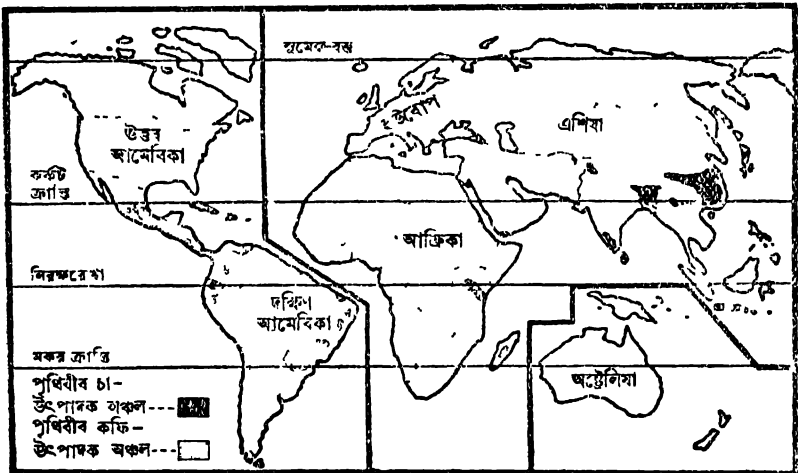 সুমেরু-বৃত্ত
উত্তর
আমেরিকা
ইউরোপ
এশিয়া
কর্কট
ক্রান্তি
আফ্রিকা
নিরক্ষরেখা
দক্ষিণ
আমেরিকা
মকর ক্রান্তি
অষ্ট্রেলিয়া
পৃথিবীর চা-
উৎপাদক অঞ্চল---
পৃথিবীর কফি-
উৎপাদক অঞ্চল---